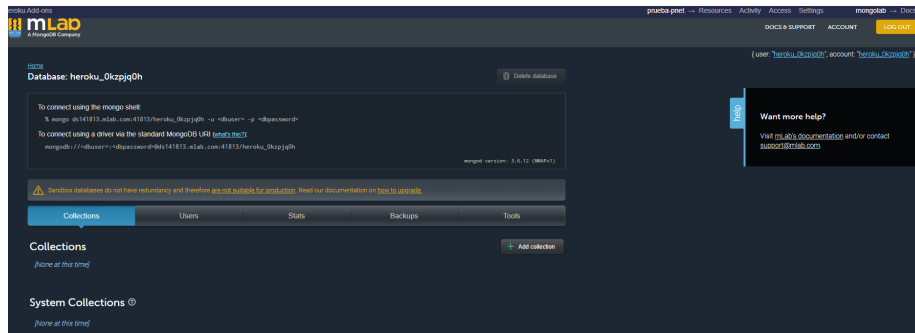 eroku Add-ons
prueba-pnet → Resources Activity Access Settings mongolab → Docs
mLab
A MongoDB Company
DOCS & SUPPORT ACCOUNT LOG OUT
{ user: "heroku_0kzpjq0h", account: "heroku_0kzpjq0h" }
Home
Database: heroku_0kzpjq0h
Delete database
To connect using the mongo shell:
% mongo ds141813.mlab.com:41813/heroku_0kzpjq0h -u <dbuser> -p <dbpassword>
To connect using a driver via the standard MongoDB URI (what's this?):
mongodb://<dbuser>:<dbpassword>@ds141813.mlab.com:41813/heroku_0kzpjq0h
mongod version: 3.6.12 (MMAPv1)
help
Want more help?
Visit mLab's documentation and/or contact
support@mlab.com.
Sandbox databases do not have redundancy and therefore are not suitable for production. Read our documentation on how to upgrade.
Collections Users Stats Backups Tools
Collections
Add collection
[None at this time]
System Collections
[None at this time]